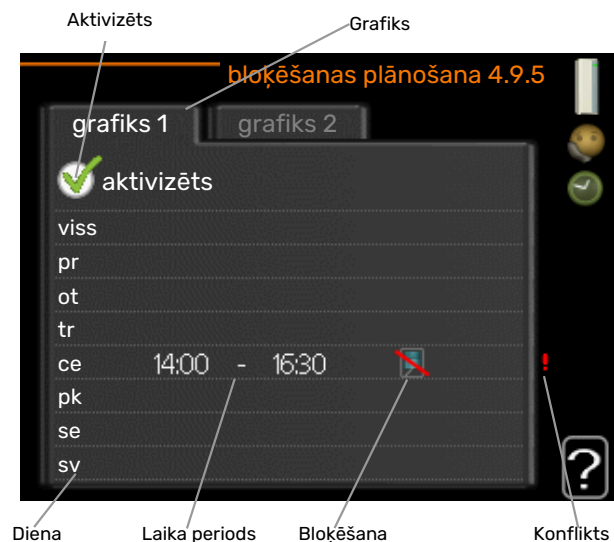 Aktivizēts
Grafiks
bloķēšanas plānošana 4.9.5
grafiks 1
grafiks 2
aktivizēts
viss
pr
ot
tr
ce 14:00 - 16:30 !
pk
se
sv
?
Diena
Laika periods
Bloķēšana
Konflikts